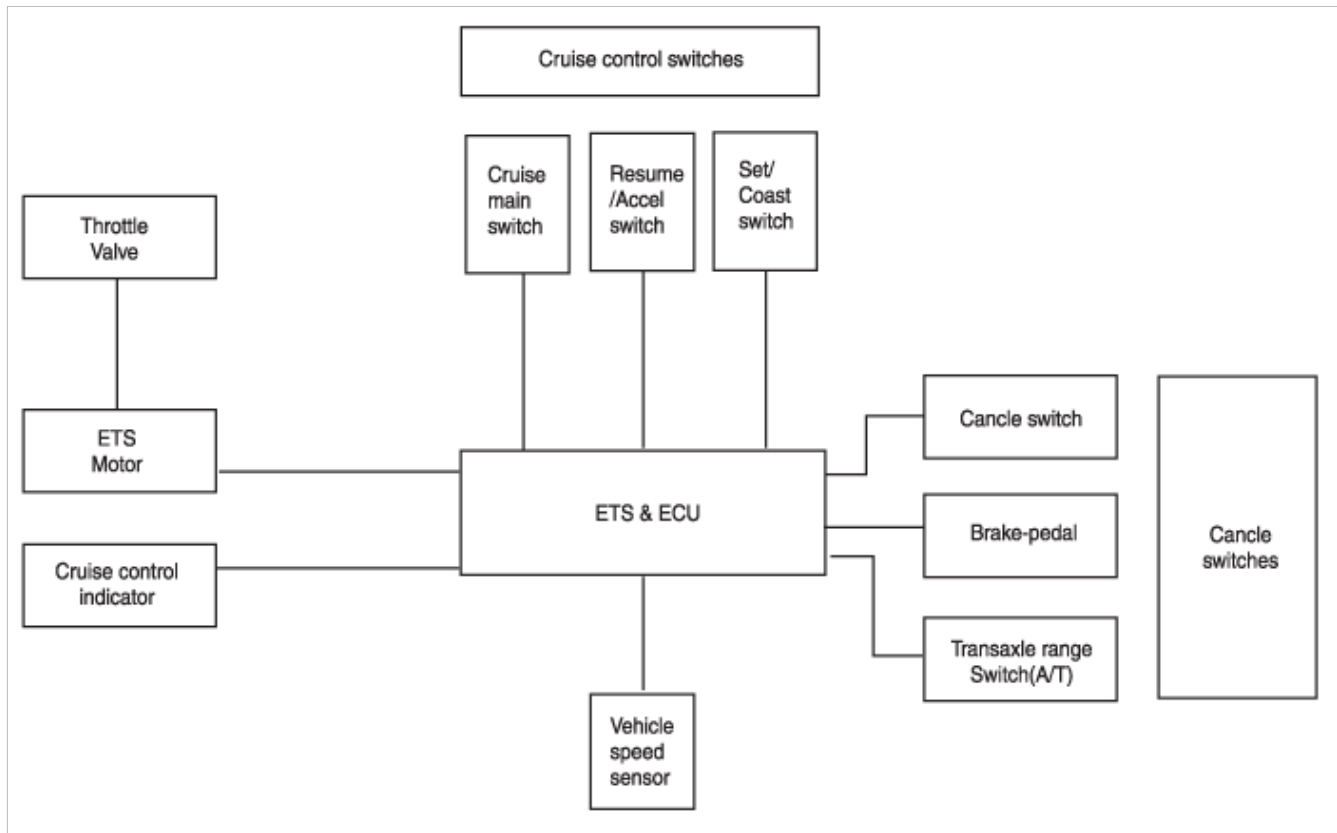 Cruise control switches
Cruise
main
switch
Resume
/Accel
switch
Set/
Coast
switch
Throttle
Valve
ETS
Motor
Cancle switch
ETS & ECU
Brake-pedal
Cancle
switches
Cruise control
indicator
Transaxle range
Switch(A/T)
Vehicle
speed
sensor